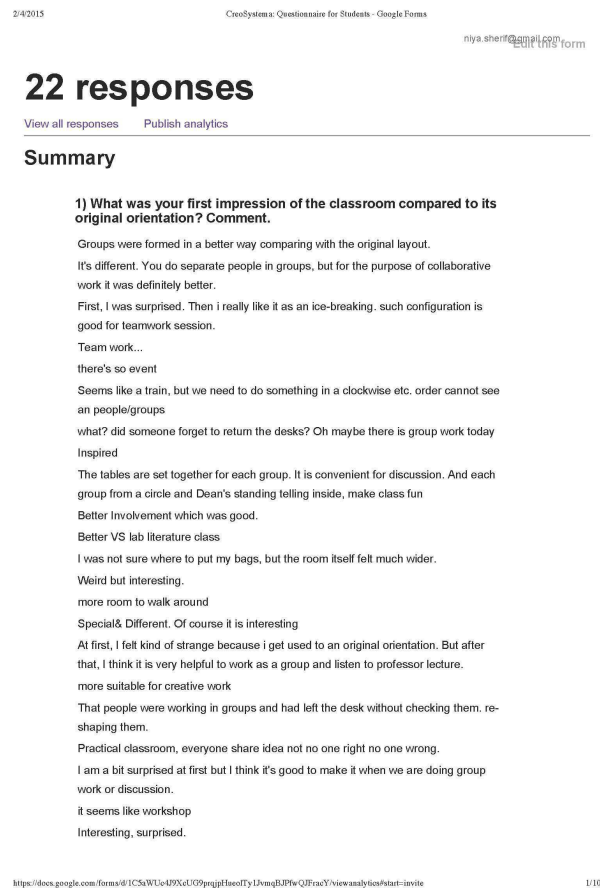 2/4/2015
CreoSystema: Questionnaire for Students - Google Forms
niya.sherif@gmail.com
Edit this form
22 responses
View all responses
Publish analytics
Summary
1) What was your first impression of the classroom compared to its
original orientation? Comment.
Groups were formed in a better way comparing with the original layout.
It's different. You do separate people in groups, but for the purpose of collaborative
work it was definitely better.
First, I was surprised. Then i really like it as an ice-breaking. such configuration is
good for teamwork session.
Team work...
there's so event
Seems like a train, but we need to do something in a clockwise etc. order cannot see
an people/groups
what? did someone forget to return the desks? Oh maybe there is group work today
Inspired
The tables are set together for each group. It is convenient for discussion. And each
group from a circle and Dean's standing telling inside, make class fun
Better Involvement which was good.
Better VS lab literature class
I was not sure where to put my bags, but the room itself felt much wider.
Weird but interesting.
more room to walk around
Special& Different. Of course it is interesting
At first, I felt kind of strange because i get used to an original orientation. But after
that, I think it is very helpful to work as a group and listen to professor lecture.
more suitable for creative work
That people were working in groups and had left the desk without checking them. re-
shaping them.
Practical classroom, everyone share idea not no one right no one wrong.
I am a bit surprised at first but I think it's good to make it when we are doing group
work or discussion.
it seems like workshop
Interesting, surprised.
1/10